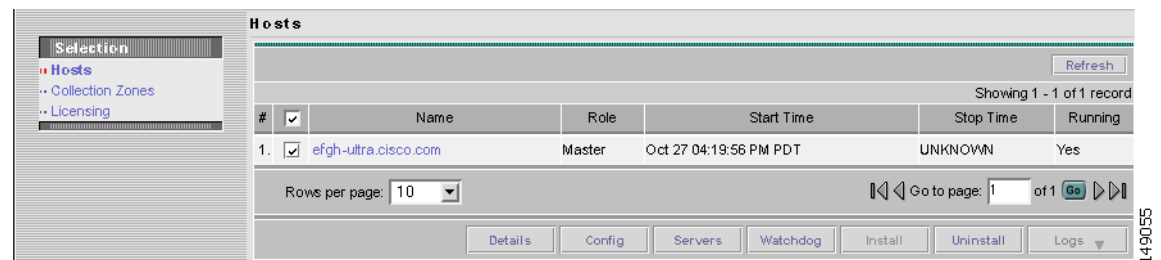 Hosts
Selection
Hosts
Collection Zones
Licensing
Refresh
Showing 1 - 1 of 1 record
# Name Role Start Time Stop Time Running
1. efgh-ultra.cisco.com Master Oct 27 04:19:56 PM PDT UNKNOWN Yes
Rows per page: 10 Go to page: 1 of 1 Go
Details Config Servers Watchdog Install Uninstall Logs
149055